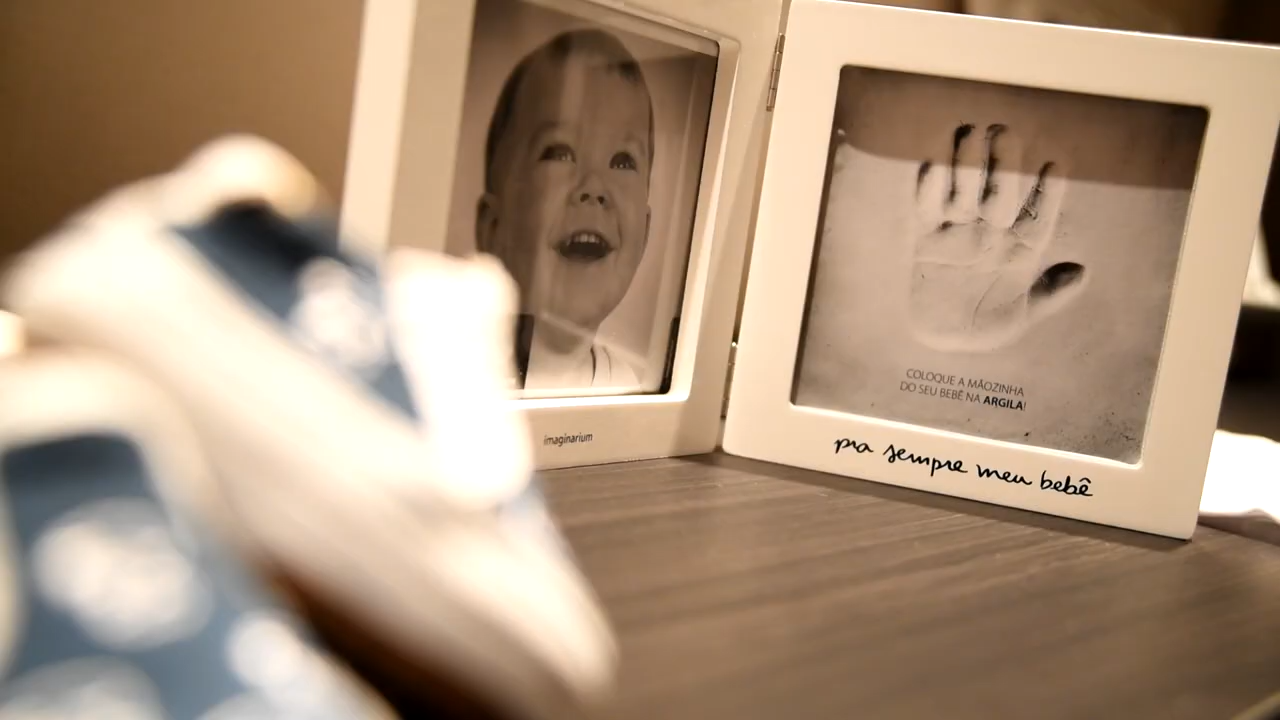 imaginarium
COLOQUE A MÃOZINHA
DO SEU BEBÊ NA ARGILA!
pra sempre meu bebê